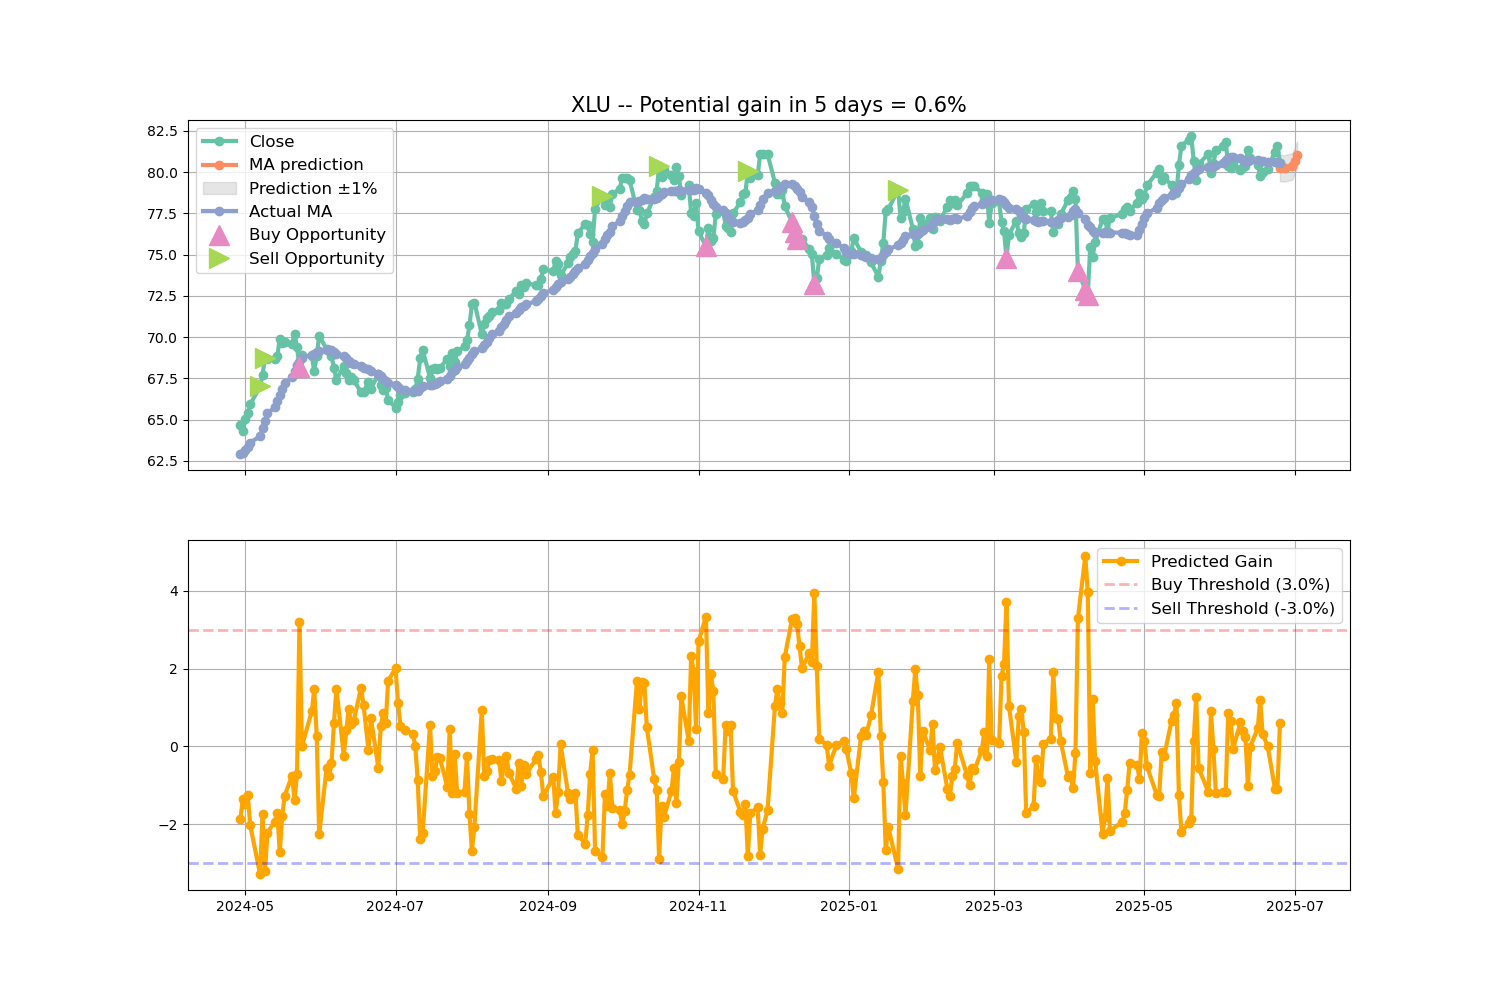 XLU -- Potential gain in 5 days = 0.6%
82.5
80.0
77.5
75.0
72.5
70.0
67.5
65.0
62.5
Close
MA prediction
Prediction ±1%
Actual MA
Buy Opportunity
Sell Opportunity
4
2
0
−2
Predicted Gain
Buy Threshold (3.0%)
Sell Threshold (-3.0%)
2024-05 2024-07 2024-09 2024-11 2025-01 2025-03 2025-05 2025-07